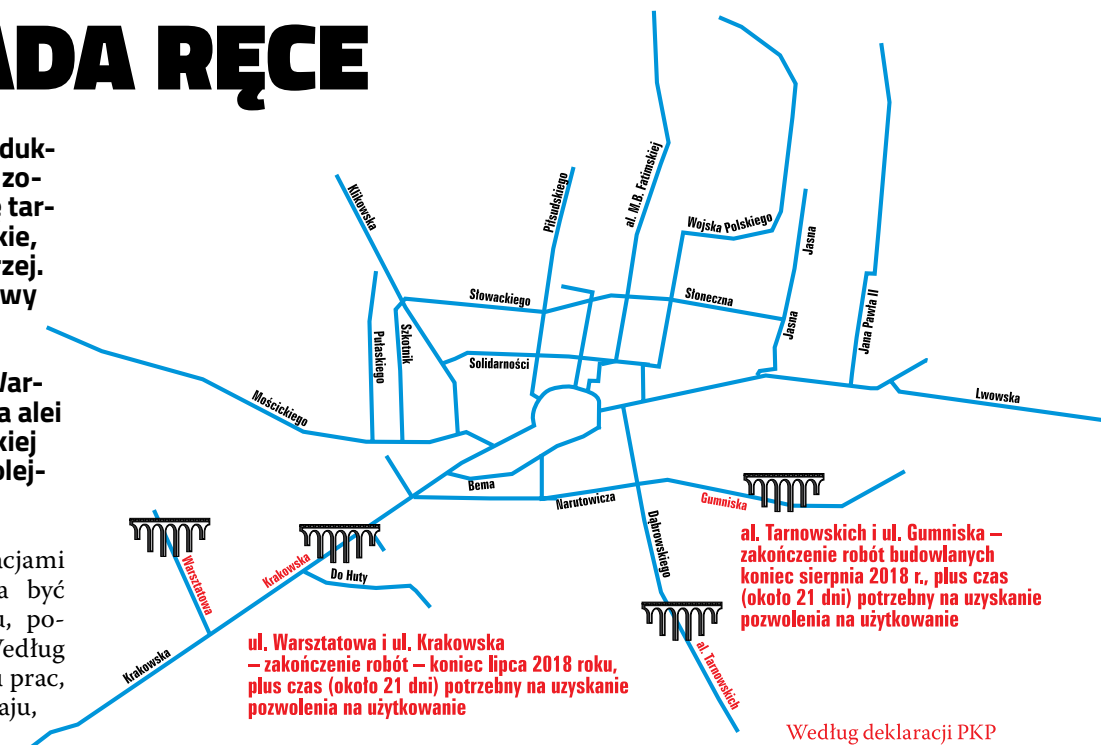 ADA RĘCE
duk-
zo-
e tar-
kie,
rzej.
wy
War-
a alei
kiej
olej-
acjami
a być
u, po-
Według
u prac,
aju,
Klikowska
Piłsudskiego
al. M.B. Fatimskiej
Wojska Polskiego
Jasna
Słowackiego
Słoneczna
Jasna
Jana Pawła II
Pułaskiego
Szkotnik
Solidarności
Mościckiego
Lwowska
Bema
Narutowicza
Gumniska
Dąbrowskiego
Warsztatowa
Krakowska
Do Huty
Krakowska
al. Tarnowskich
al. Tarnowskich i ul. Gumniska –
zakończenie robót budowlanych
koniec sierpnia 2018 r., plus czas
(około 21 dni) potrzebny na uzyskanie
pozwolenia na użytkowanie
ul. Warsztatowa i ul. Krakowska
– zakończenie robót – koniec lipca 2018 roku,
plus czas (około 21 dni) potrzebny na uzyskanie
pozwolenia na użytkowanie
Według deklaracji PKP